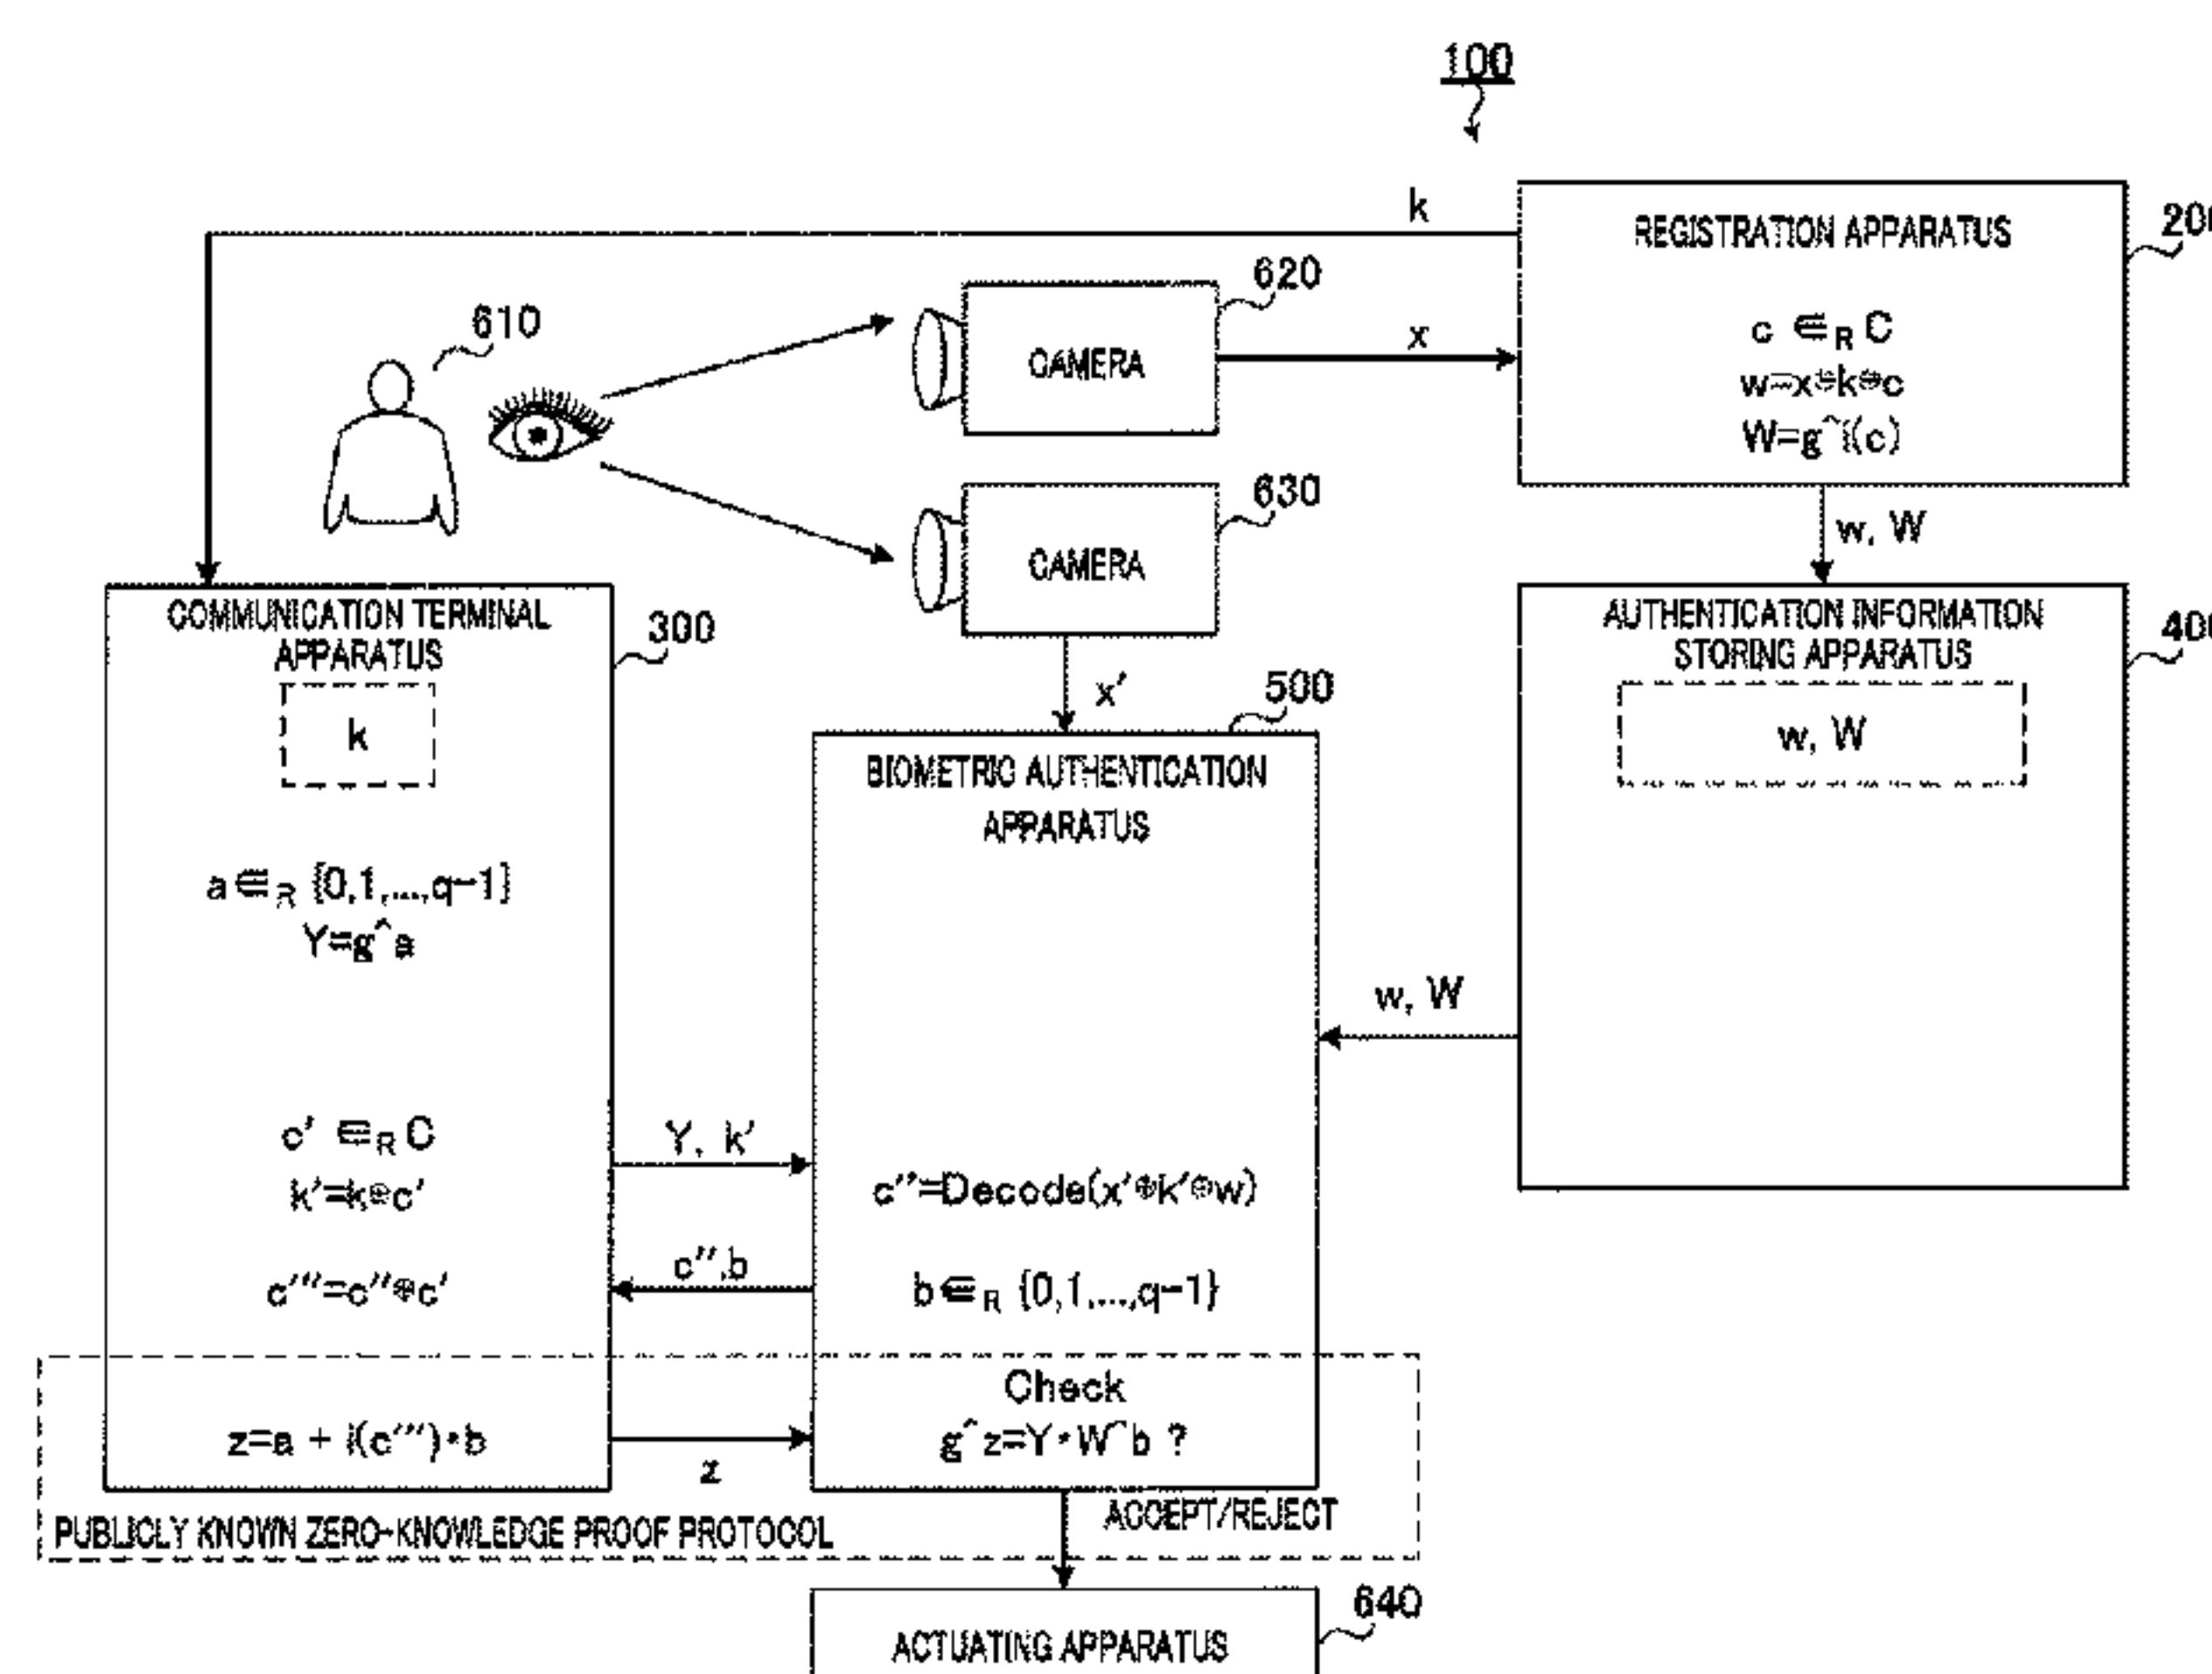 100
k
REGISTRATION APPARATUS
200
c ∈R C
w=x⊕k⊕c
W=g^i(c)
610
620
CAMERA
x
630
CAMERA
w, W
COMMUNICATION TERMINAL
APPARATUS
300
k
x'
500
AUTHENTICATION INFORMATION
STORING APPARATUS
400
w, W
BIOMETRIC AUTHENTICATION
APPARATUS
a∈R {0,1,...,q-1}
Y=g^a
w, W
c' ∈R C
k'=k⊕c'
Y, k'
c''=Decode(x'⊕k'⊕w)
c'''=c''⊕c'
c'',b
b∈R {0,1,...,q-1}
Check
z=a + i(c''')・b
z
g^z=Y・W^b ?
PUBLICLY KNOWN ZERO-KNOWLEDGE PROOF PROTOCOL
ACCEPT/REJECT
ACTUATING APPARATUS
640